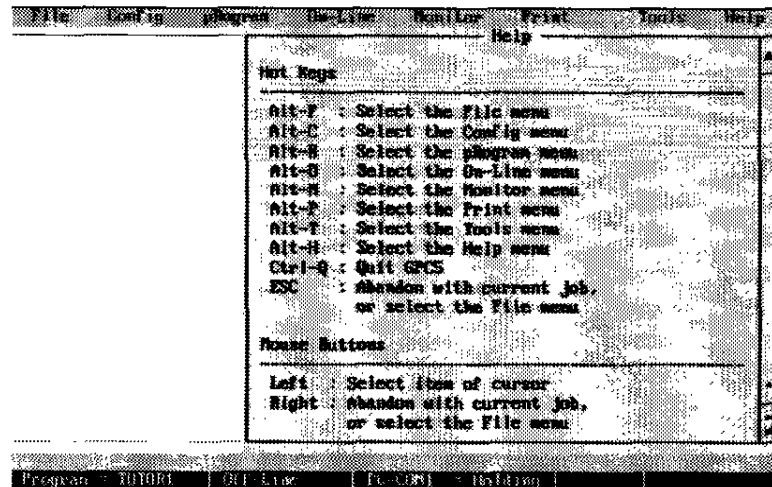 File Config pRogram On-Line Monitor Print Tools Help
Help
Hot Keys
Alt-F : Select the File menu
Alt-C : Select the Config menu
Alt-R : Select the pRogram menu
Alt-O : Select the On-Line menu
Alt-M : Select the Monitor menu
Alt-P : Select the Print menu
Alt-T : Select the Tools menu
Alt-H : Select the Help menu
Ctrl-Q : Quit GPCS
ESC : Abandon with current job,
or select the File menu
Mouse Buttons
Left : Select item of cursor
Right : Abandon with current job,
or select the File menu
Program = TUTOR1 Off-Line PC-COM1 = Holding